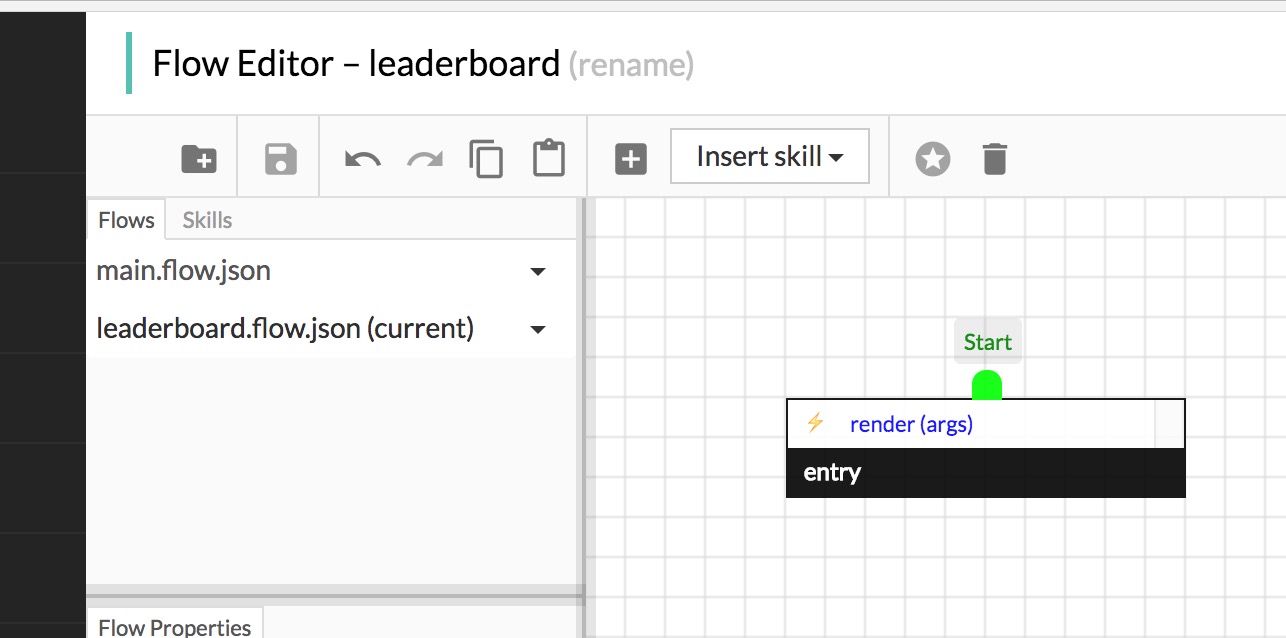 Flow Editor – leaderboard (rename)
Insert skill
Flows Skills
main.flow.json
leaderboard.flow.json (current)
Start
render (args)
entry
Flow Properties